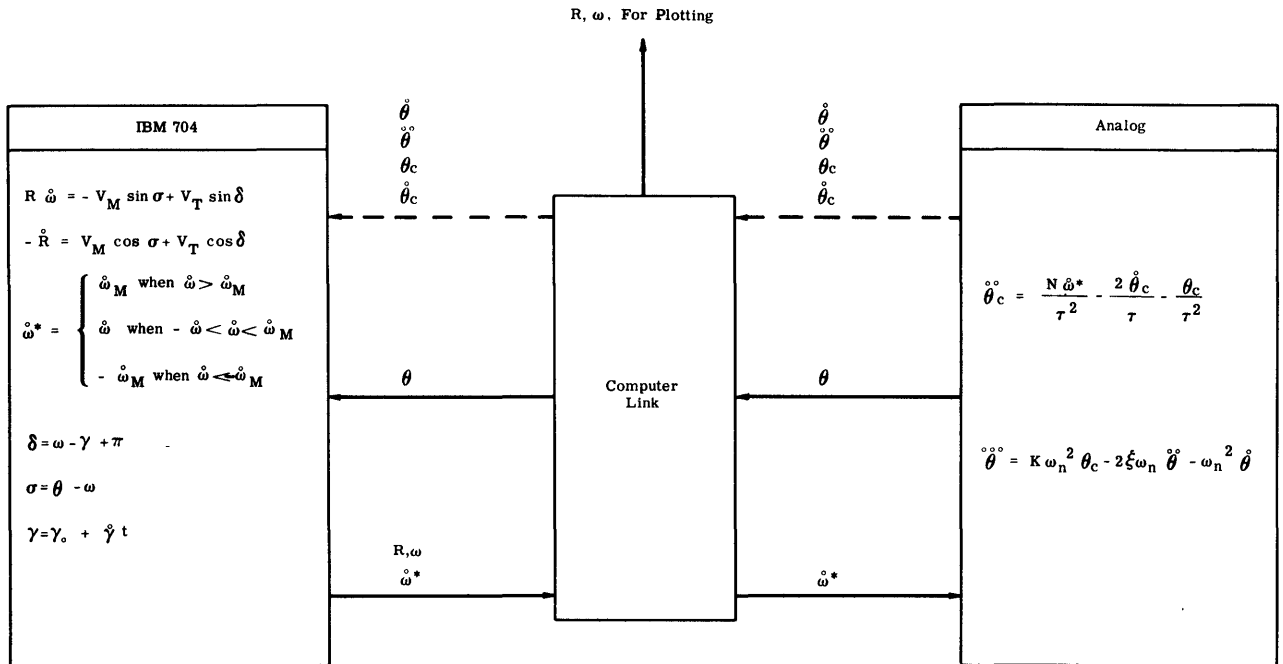 R, ω, For Plotting
IBM 704
R ω̊ = - V_M sin σ + V_T sin δ
- R̊ = V_M cos σ + V_T cos δ
ω̊* = { ω̊_M when ω̊ > ω̊_M
ω̊ when - ω̊ < ω̊ < ω̊_M
- ω̊_M when ω̊ < -ω̊_M
δ = ω - γ + π
σ = θ - ω
γ = γ₀ + γ̊ t
θ̊
θ̊̊
θc
θ̊c
θ
R, ω
ω̊*
Computer
Link
θ̊
θ̊̊
θc
θ̊c
θ
ω̊*
Analog
θ̊̊c = N ω̊*/τ² - 2 θ̊c/τ - θc/τ²
θ̊̊̊ = K ωn² θc - 2ξωn θ̊̊ - ωn² θ̊